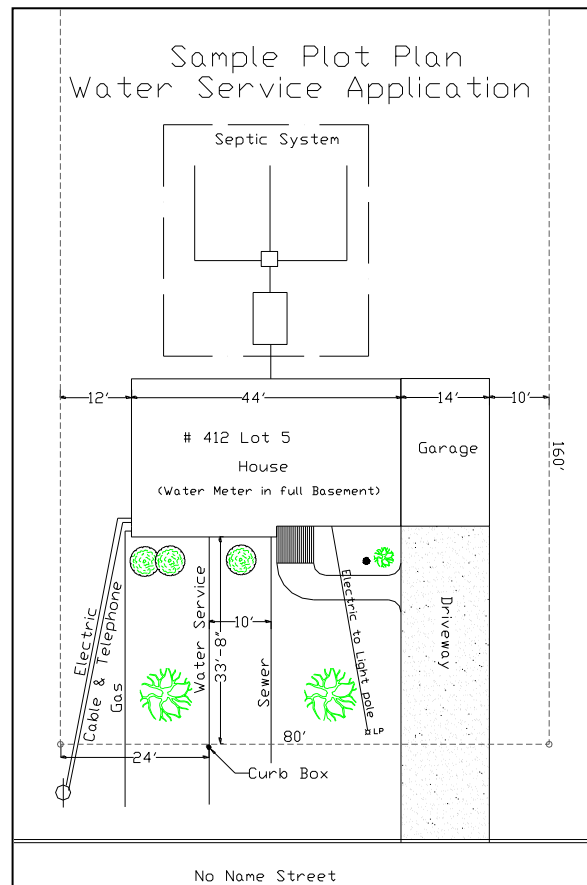 Sample Plot Plan
Water Service Application
Septic System
12'
44'
14'
10'
# 412 Lot 5
House
(Water Meter in full Basement)
Garage
160'
Electric
Cable & Telephone
Gas
Water Service
10'
33'-8"
Sewer
Electric to Light pole
LP
Driveway
80'
24'
Curb Box
No Name Street